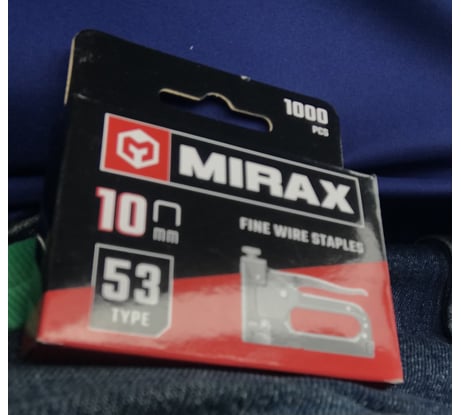 1000
PCS
MIRAX
10 mm
FINE WIRE STAPLES
53
TYPE